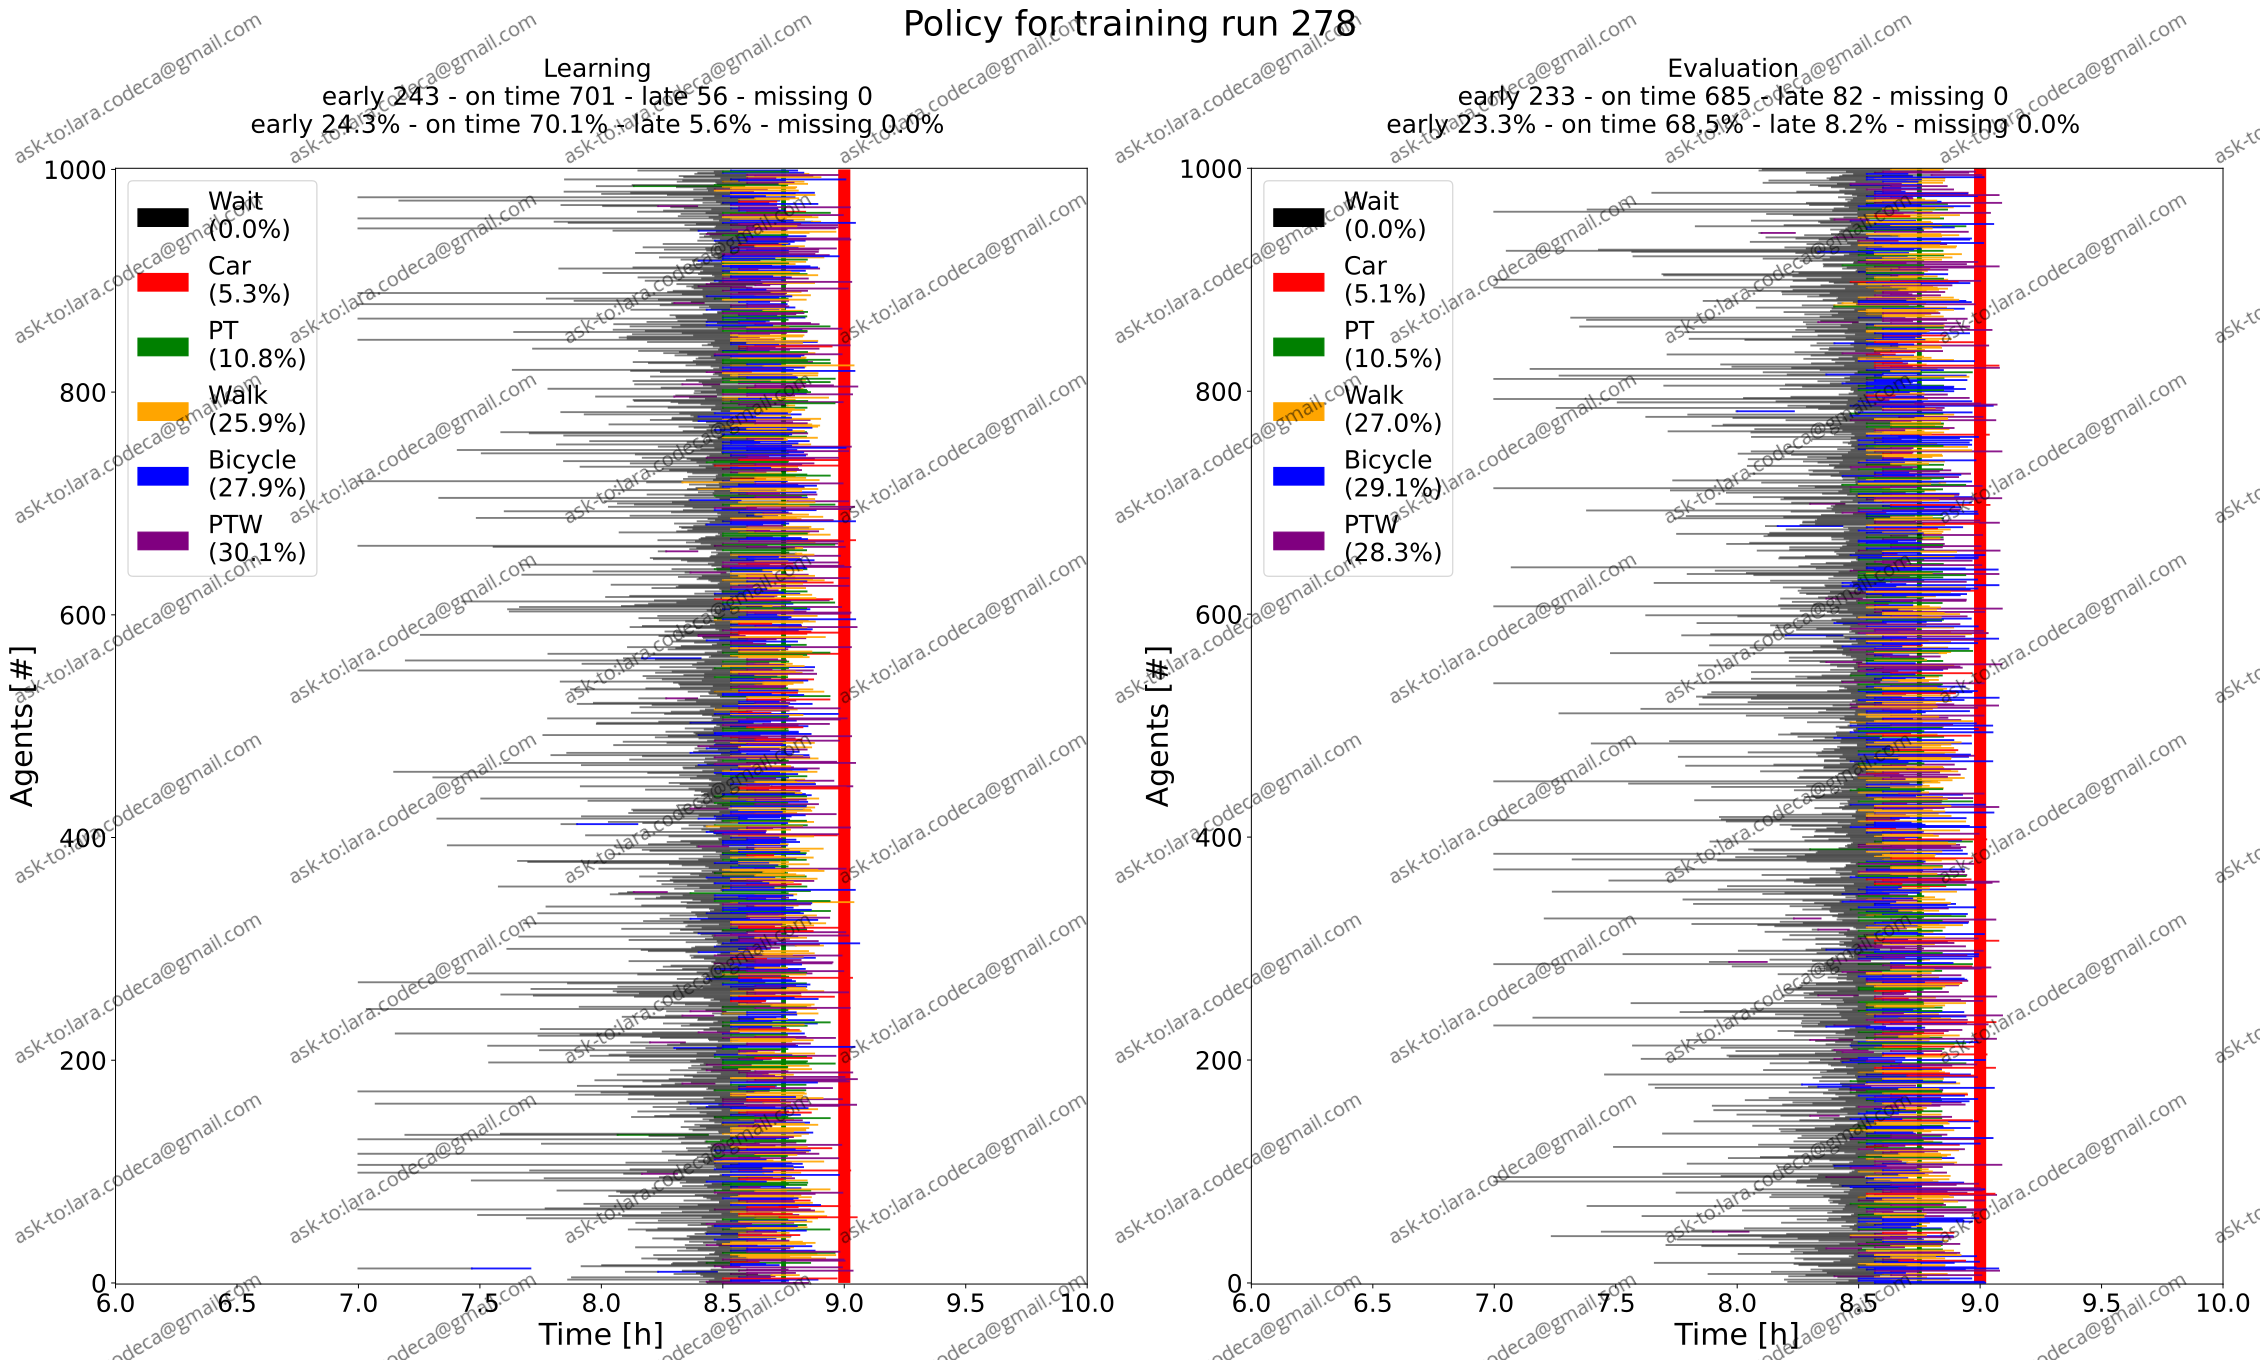 Policy for training run 278
Learning
early 243 - on time 701 - late 56 - missing 0
early 24.3% - on time 70.1% - late 5.6% - missing 0.0%
1000
800
600
400
200
0
Agents [#]
Wait
(0.0%)
Car
(5.3%)
PT
(10.8%)
Walk
(25.9%)
Bicycle
(27.9%)
PTW
(30.1%)
6.0 6.5 7.0 7.5 8.0 8.5 9.0 9.5 10.0
Time [h]
Evaluation
early 233 - on time 685 - late 82 - missing 0
early 23.3% - on time 68.5% - late 8.2% - missing 0.0%
1000
800
600
400
200
0
Agents [#]
Wait
(0.0%)
Car
(5.1%)
PT
(10.5%)
Walk
(27.0%)
Bicycle
(29.1%)
PTW
(28.3%)
6.0 6.5 7.0 7.5 8.0 8.5 9.0 9.5 10.0
Time [h]
ask-to:lara.codeca@gmail.com